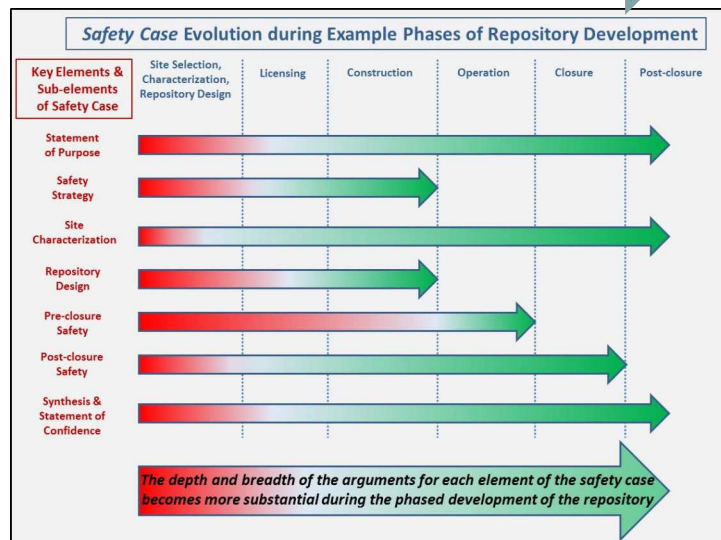 Safety Case Evolution during Example Phases of Repository Development
Key Elements &
Sub-elements
of Safety Case
Site Selection,
Characterization,
Repository Design
Licensing
Construction
Operation
Closure
Post-closure
Statement
of Purpose
Safety
Strategy
Site
Characterization
Repository
Design
Pre-closure
Safety
Post-closure
Safety
Synthesis &
Statement of
Confidence
The depth and breadth of the arguments for each element of the safety case
becomes more substantial during the phased development of the repository